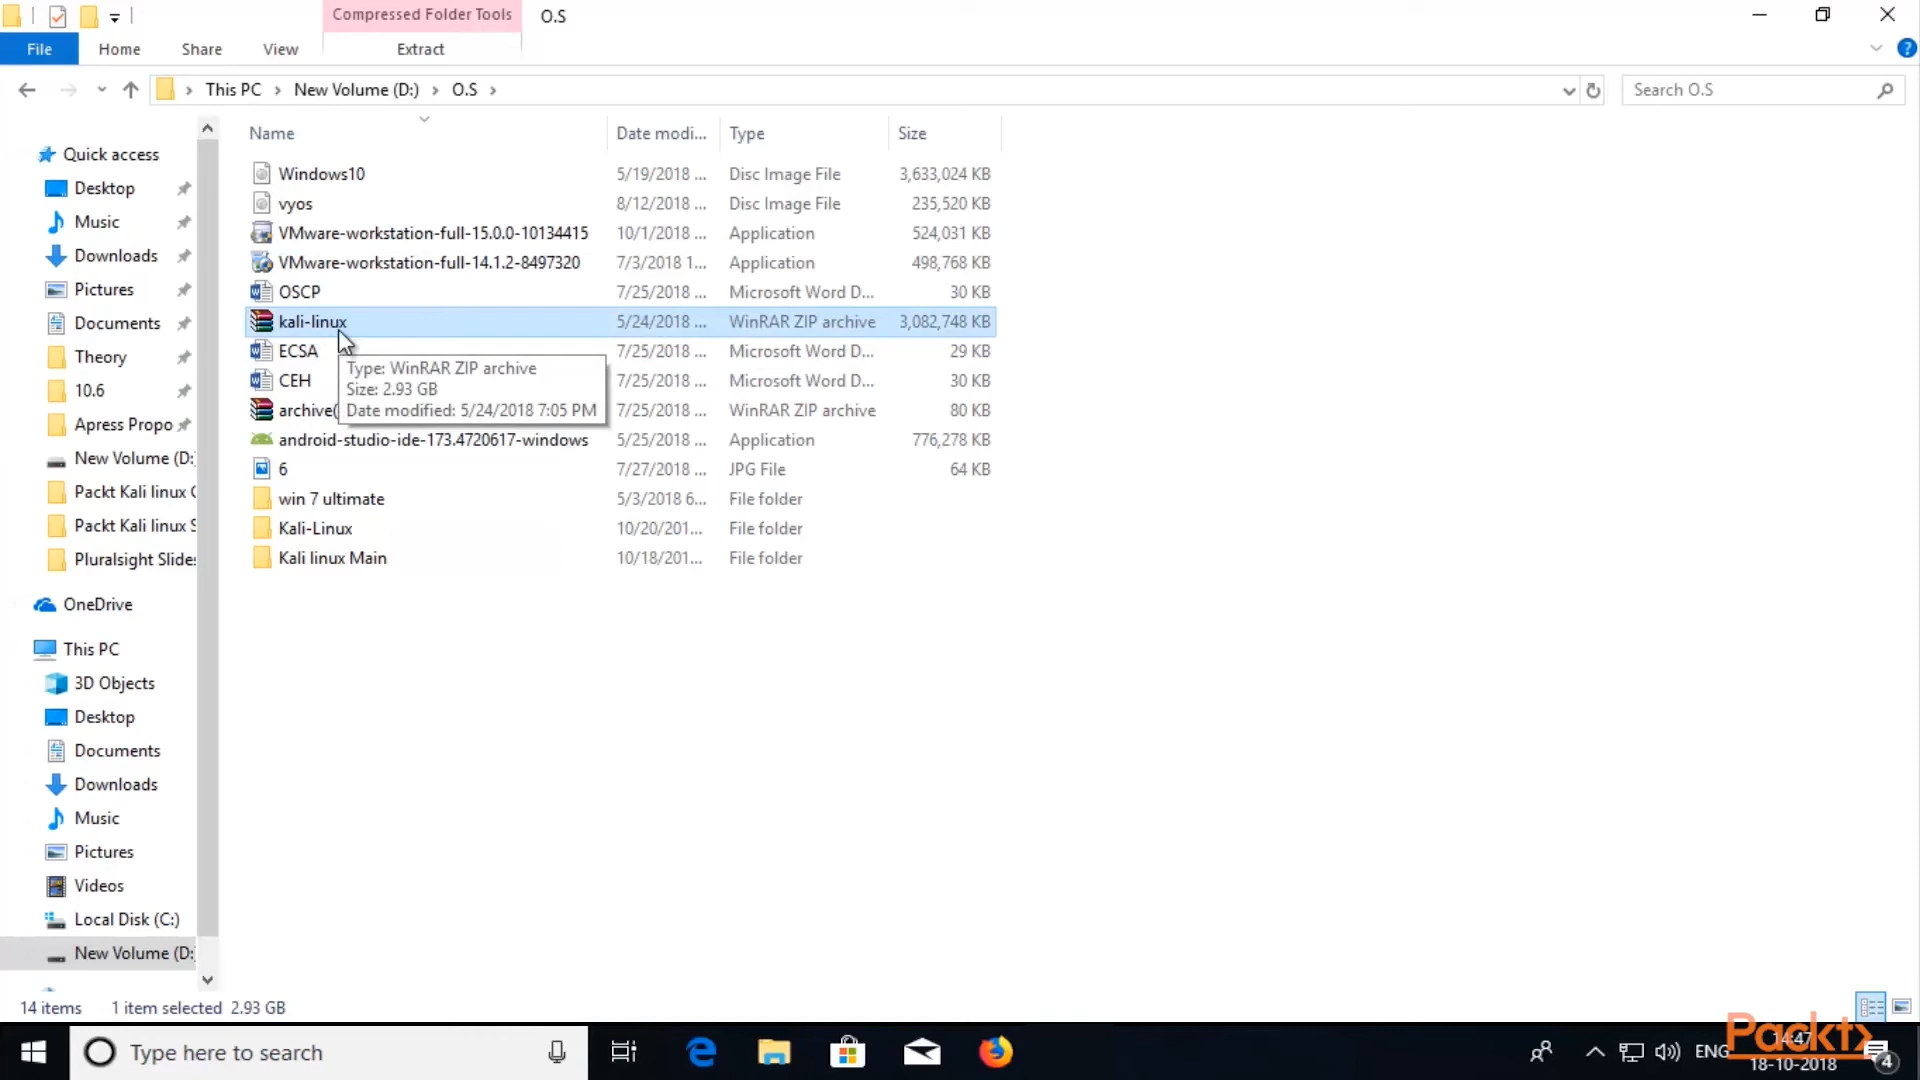 Compressed Folder Tools O.S
File Home Share View Extract
This PC New Volume (D:) O.S Search O.S
Name Date modi... Type Size
Quick access
Desktop
Music
Downloads
Pictures
Documents
Theory
10.6
Apress Propo
New Volume (D:
Packt Kali linux
Packt Kali linux S
Pluralsight Slide
OneDrive
This PC
3D Objects
Desktop
Documents
Downloads
Music
Pictures
Videos
Local Disk (C:)
New Volume (D:
Windows10 5/19/2018 ... Disc Image File 3,633,024 KB
vyos 8/12/2018 ... Disc Image File 235,520 KB
VMware-workstation-full-15.0.0-10134415 10/1/2018 ... Application 524,031 KB
VMware-workstation-full-14.1.2-8497320 7/3/2018 1... Application 498,768 KB
OSCP 7/25/2018 ... Microsoft Word D... 30 KB
kali-linux 5/24/2018 ... WinRAR ZIP archive 3,082,748 KB
ECSA 7/25/2018 ... Microsoft Word D... 29 KB
CEH 7/25/2018 ... Microsoft Word D... 30 KB
archive( 7/25/2018 ... WinRAR ZIP archive 80 KB
android-studio-ide-173.4720617-windows 5/25/2018 ... Application 776,278 KB
6 7/27/2018 ... JPG File 64 KB
win 7 ultimate 5/3/2018 6... File folder
Kali-Linux 10/20/201... File folder
Kali linux Main 10/18/201... File folder
Type: WinRAR ZIP archive
Size: 2.93 GB
Date modified: 5/24/2018 7:05 PM
14 items 1 item selected 2.93 GB
Type here to search
ENG
14:47
18-10-2018
4
Packt